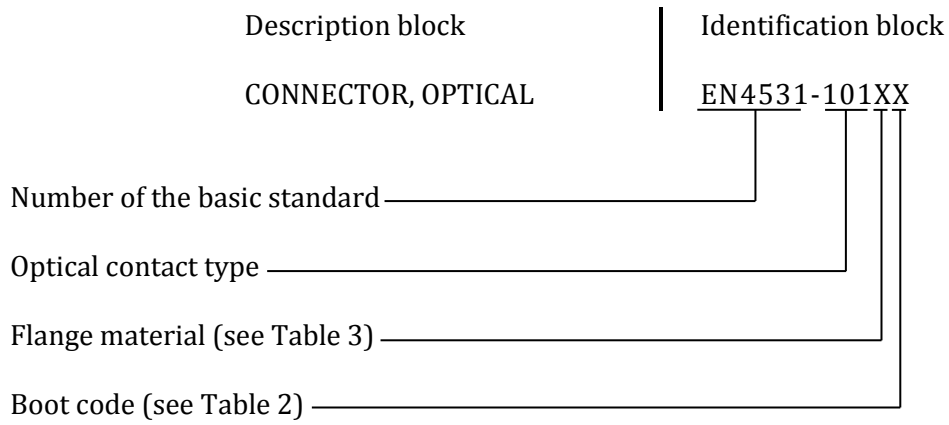 Description block Identification block
CONNECTOR, OPTICAL EN4531-101XX
Number of the basic standard
Optical contact type
Flange material (see Table 3)
Boot code (see Table 2)